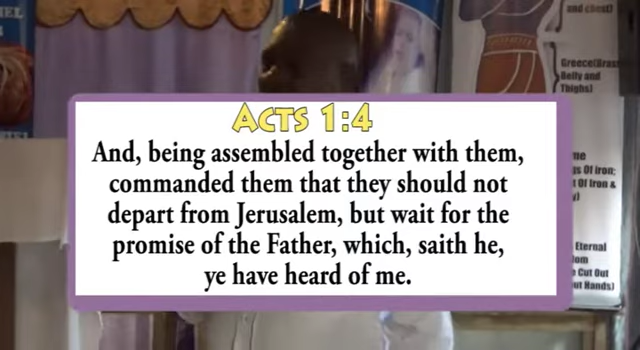 Acts 1:4
And, being assembled together with them,
commanded them that they should not
depart from Jerusalem, but wait for the
promise of the Father, which, saith he,
ye have heard of me.
and chest)
Belly and
Thighs)
Of Iron;
Of Iron &
Eternal
Cut Out
Hands)